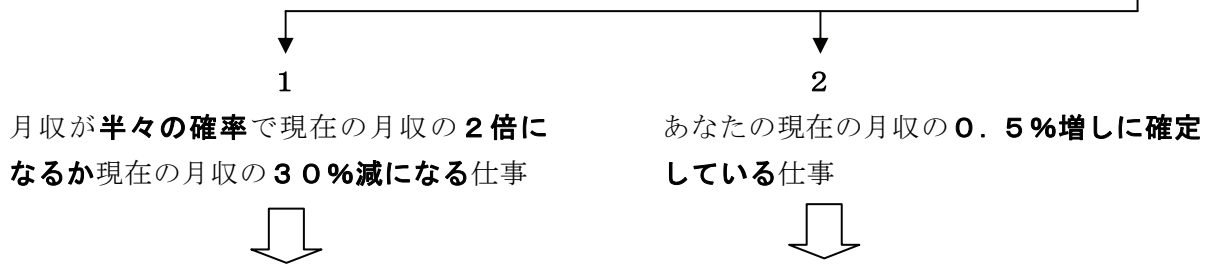 1
2
月収が半々の確率で現在の月収の２倍に
なるか現在の月収の３０％減になる仕事
あなたの現在の月収の０．５％増しに確定
している仕事